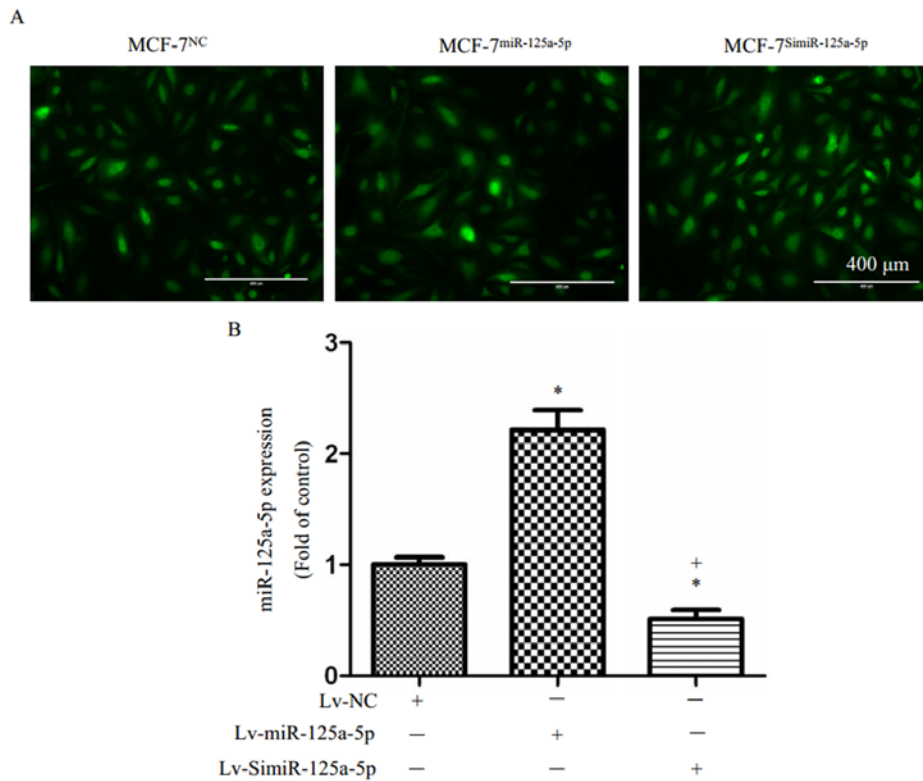 A
MCF-7NC MCF-7miR-125a-5p MCF-7SimiR-125a-5p
400 μm
B
miR-125a-5p expression
(Fold of control)
3
2
1
0
*
+
*
Lv-NC + — —
Lv-miR-125a-5p — + —
Lv-SimiR-125a-5p — — +